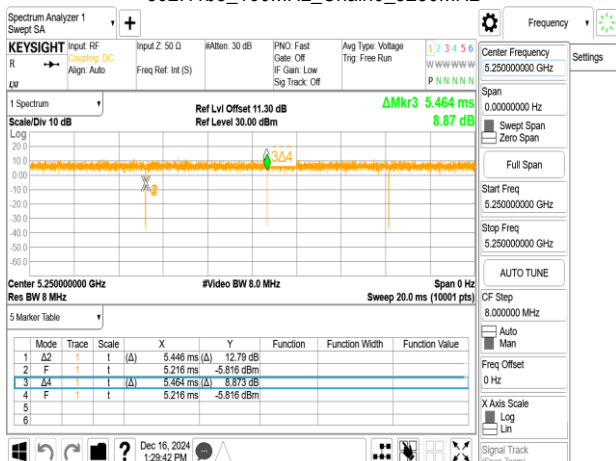 Spectrum Analyzer 1
Swept SA
Frequency
KEYSIGHT
R
LXI
Input: RF
Coupling: DC
Align: Auto
Input Z: 50 Ω
Freq Ref: Int (S)
#Atten: 30 dB
PNO: Fast
Gate: Off
IF Gain: Low
Sig Track: Off
Avg Type: Voltage
Trig: Free Run
1 2 3 4 5 6
W W W W W W
P N N N N N
Center Frequency
5.250000000 GHz
Settings
Span
0.00000000 Hz
Swept Span
Zero Span
Full Span
Start Freq
5.250000000 GHz
Stop Freq
5.250000000 GHz
AUTO TUNE
CF Step
8.000000 MHz
Auto
Man
Freq Offset
0 Hz
X Axis Scale
Log
Lin
Signal Track
1 Spectrum
Scale/Div 10 dB
Ref Lvl Offset 11.30 dB
Ref Level 30.00 dBm
ΔMkr3 5.464 ms
8.87 dB
Log
20.0
10.0
0.00
-10.0
-20.0
-30.0
-40.0
-50.0
-60.0
3Δ4
Center 5.250000000 GHz
Res BW 8 MHz
#Video BW 8.0 MHz
Span 0 Hz
Sweep 20.0 ms (10001 pts)
5 Marker Table
Mode Trace Scale X Y Function Function Width Function Value
1 Δ2 1 t (Δ) 5.446 ms (Δ) 12.79 dB
2 F 1 t 5.216 ms -5.816 dBm
3 Δ4 1 t (Δ) 5.464 ms (Δ) 8.873 dB
4 F 1 t 5.216 ms -5.816 dBm
5
6
Dec 16, 2024
1:29:42 PM